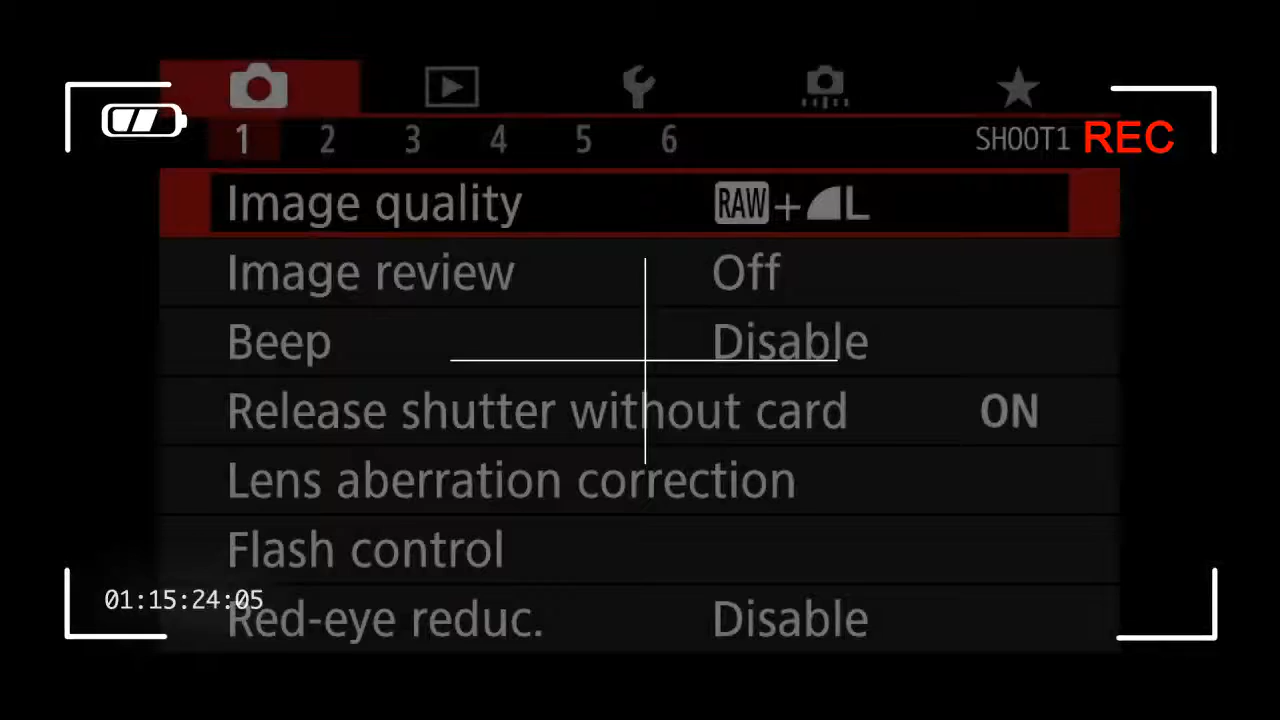 1 2 3 4 5 6 SHOOT1 REC
Image quality RAW+L
Image review Off
Beep Disable
Release shutter without card ON
Lens aberration correction
Flash control
01:15:24:05
Red-eye reduc. Disable